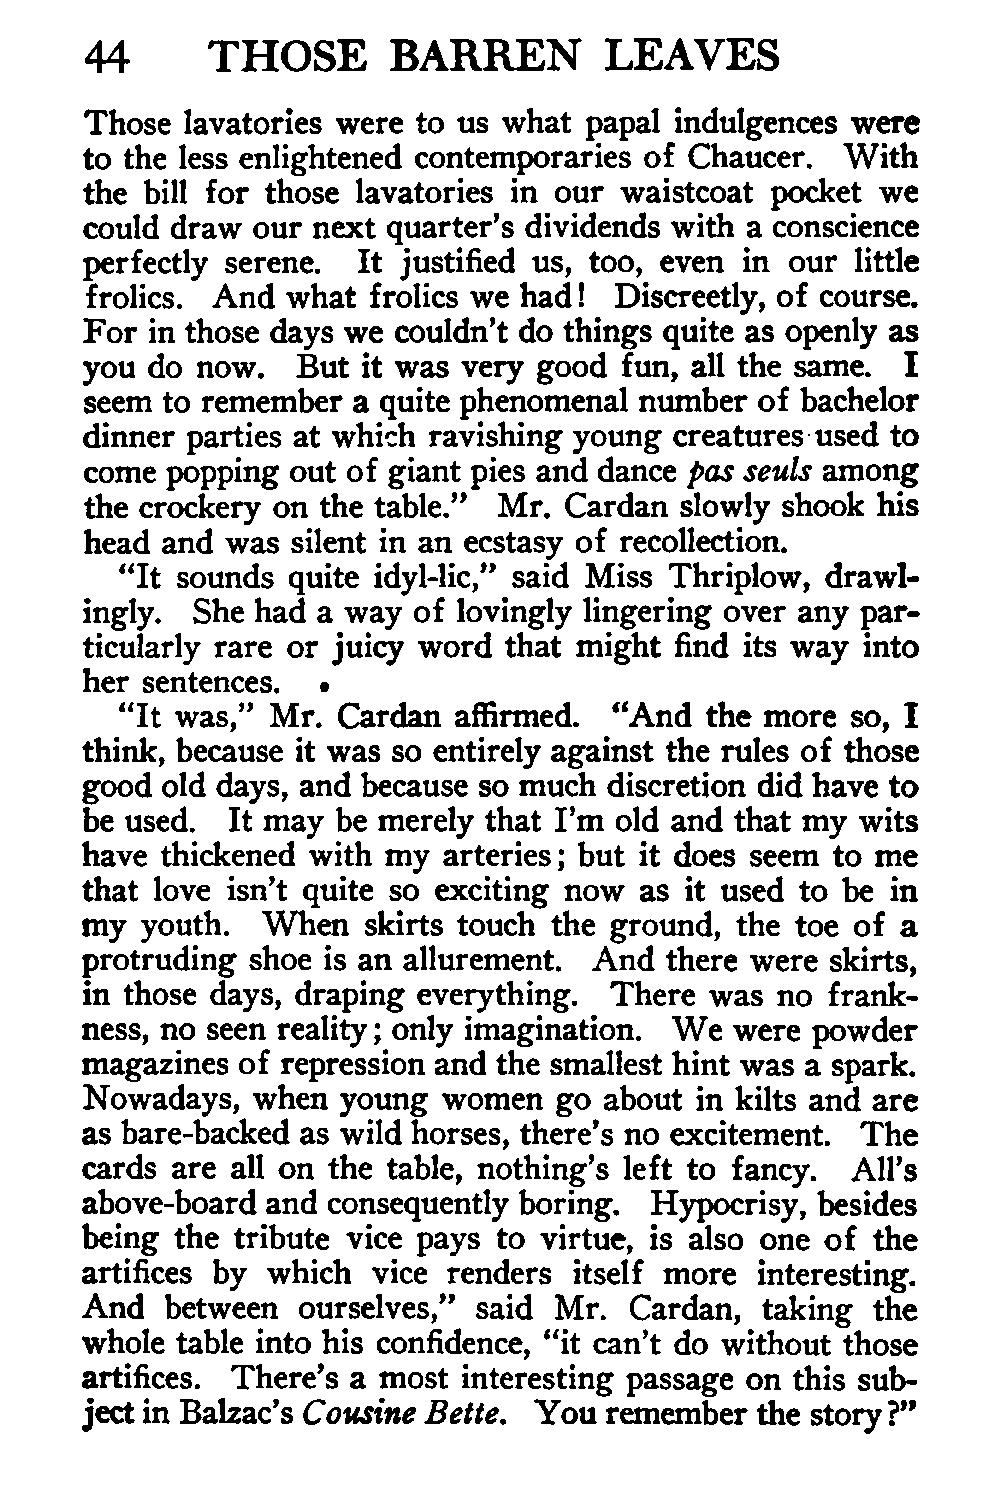 44 THOSE BARREN LEAVES
Those lavatories were to us what papal indulgences were
to the less enlightened contemporaries of Chaucer. With
the bill for those lavatories in our waistcoat pocket we
could draw our next quarter's dividends with a conscience
perfectly serene. It justified us, too, even in our little
frolics. And what frolics we had! Discreetly, of course.
For in those days we couldn't do things quite as openly as
you do now. But it was very good fun, all the same. I
seem to remember a quite phenomenal number of bachelor
dinner parties at which ravishing young creatures used to
come popping out of giant pies and dance pas seuls among
the crockery on the table." Mr. Cardan slowly shook his
head and was silent in an ecstasy of recollection.
"It sounds quite idyl-lic," said Miss Thriplow, drawl-
ingly. She had a way of lovingly lingering over any par-
ticularly rare or juicy word that might find its way into
her sentences.
"It was," Mr. Cardan affirmed. "And the more so, I
think, because it was so entirely against the rules of those
good old days, and because so much discretion did have to
be used. It may be merely that I'm old and that my wits
have thickened with my arteries; but it does seem to me
that love isn't quite so exciting now as it used to be in
my youth. When skirts touch the ground, the toe of a
protruding shoe is an allurement. And there were skirts,
in those days, draping everything. There was no frank-
ness, no seen reality; only imagination. We were powder
magazines of repression and the smallest hint was a spark.
Nowadays, when young women go about in kilts and are
as bare-backed as wild horses, there's no excitement. The
cards are all on the table, nothing's left to fancy. All's
above-board and consequently boring. Hypocrisy, besides
being the tribute vice pays to virtue, is also one of the
artifices by which vice renders itself more interesting.
And between ourselves," said Mr. Cardan, taking the
whole table into his confidence, "it can't do without those
artifices. There's a most interesting passage on this sub-
ject in Balzac's Cousine Bette. You remember the story?"